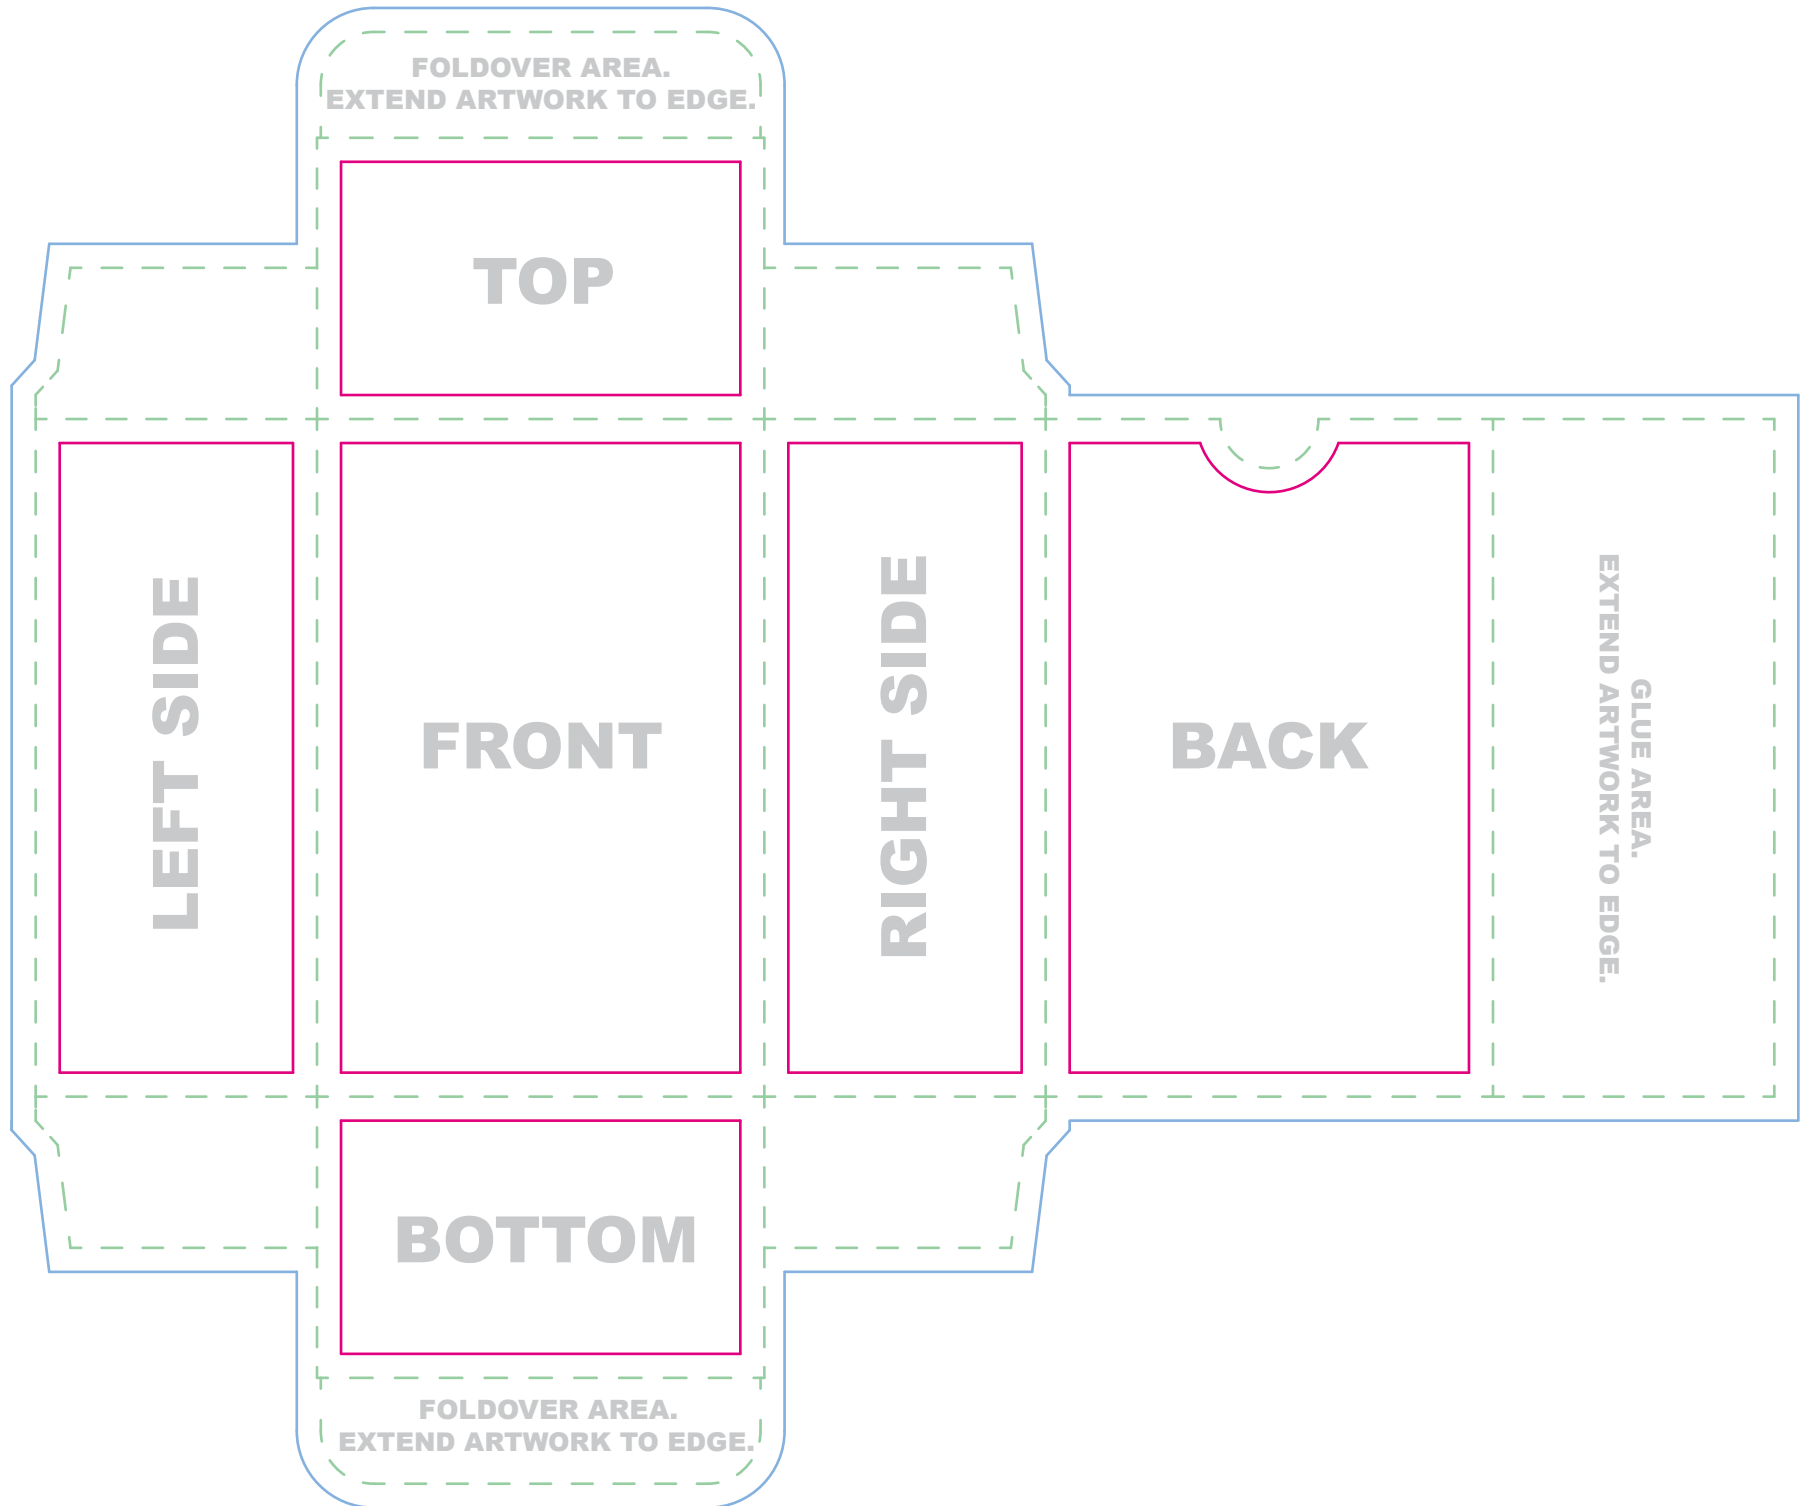 FOLDOVER AREA.
EXTEND ARTWORK TO EDGE.
TOP
LEFT SIDE
FRONT
RIGHT SIDE
BACK
GLUE AREA.
EXTEND ARTWORK TO EDGE.
BOTTOM
FOLDOVER AREA.
EXTEND ARTWORK TO EDGE.